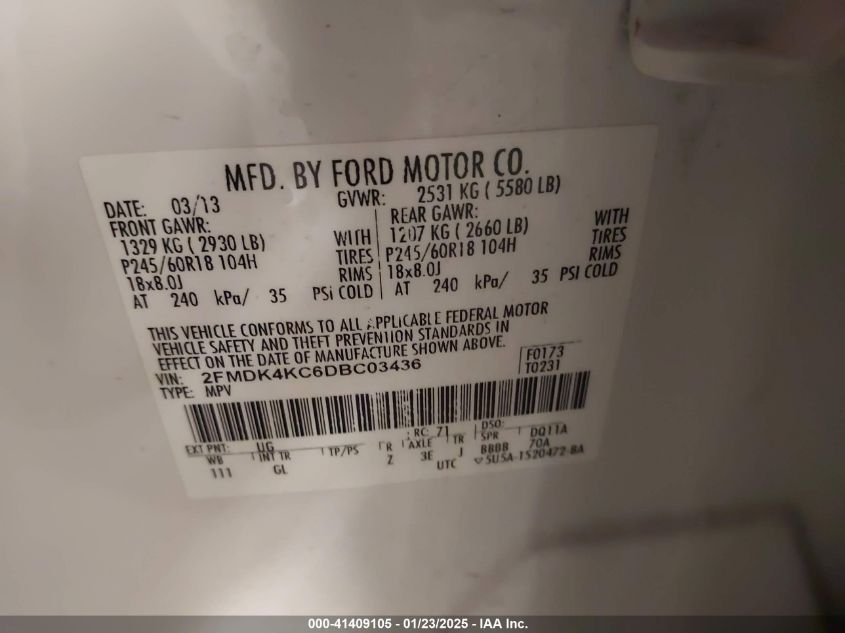 MFD. BY FORD MOTOR CO.
DATE: 03/13 GVWR: 2531 KG ( 5580 LB)
FRONT GAWR: REAR GAWR:
1329 KG ( 2930 LB) WITH 1207 KG ( 2660 LB) WITH
P245/60R18 104H TIRES P245/60R18 104H TIRES
18x8.0J RIMS 18x8.0J RIMS
AT 240 kPa/ 35 PSi COLD AT 240 kPa/ 35 PSI COLD
THIS VEHICLE CONFORMS TO ALL APPLICABLE FEDERAL MOTOR
VEHICLE SAFETY AND THEFT PREVENTION STANDARDS IN
EFFECT ON THE DATE OF MANUFACTURE SHOWN ABOVE.
VIN: 2FMDK4KC6DBC03436 F0173
TYPE: MPV T0231
EXT PNT: UG RC: 71 DSO:
WB INT TR TP/PS R AXLE TR SPR DQ11A
111 GL Z 3E J BBBB 70A
UTC 5U5A-1520472-BA
000-41409105 - 01/23/2025 - IAA Inc.